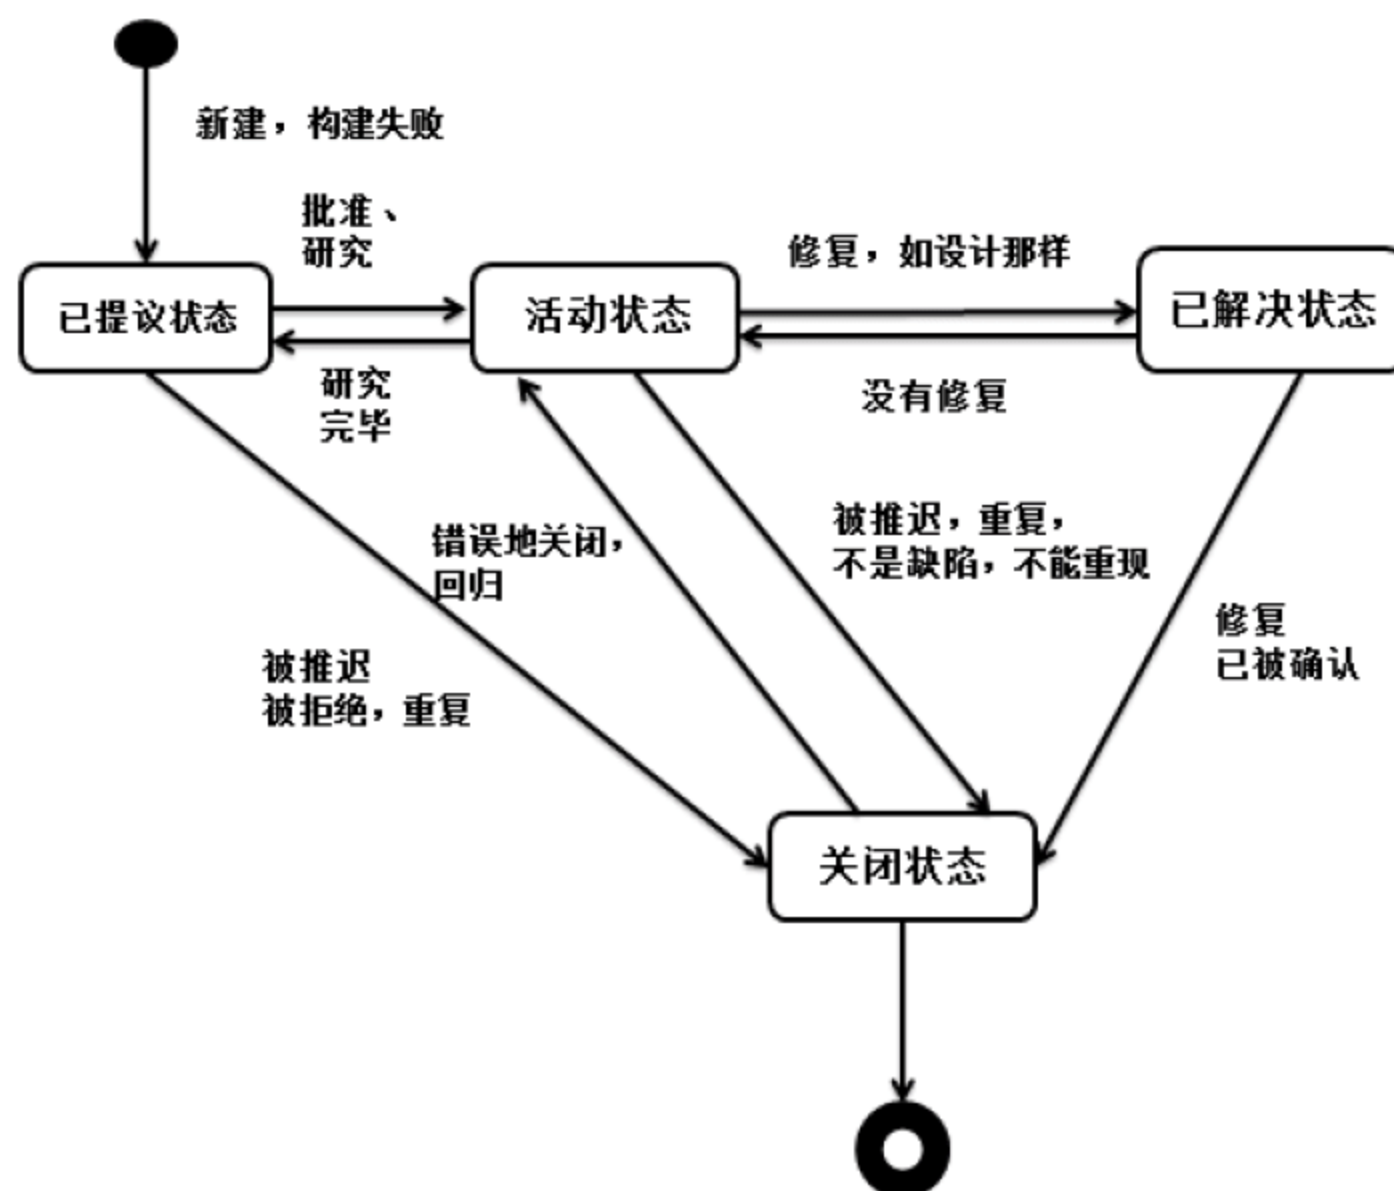 新建，构建失败
批准、
研究
修复，如设计那样
已提议状态
活动状态
已解决状态
研究
完毕
没有修复
错误地关闭，
回归
被推迟，重复，
不是缺陷，不能重现
修复
已被确认
被推迟
被拒绝，重复
关闭状态